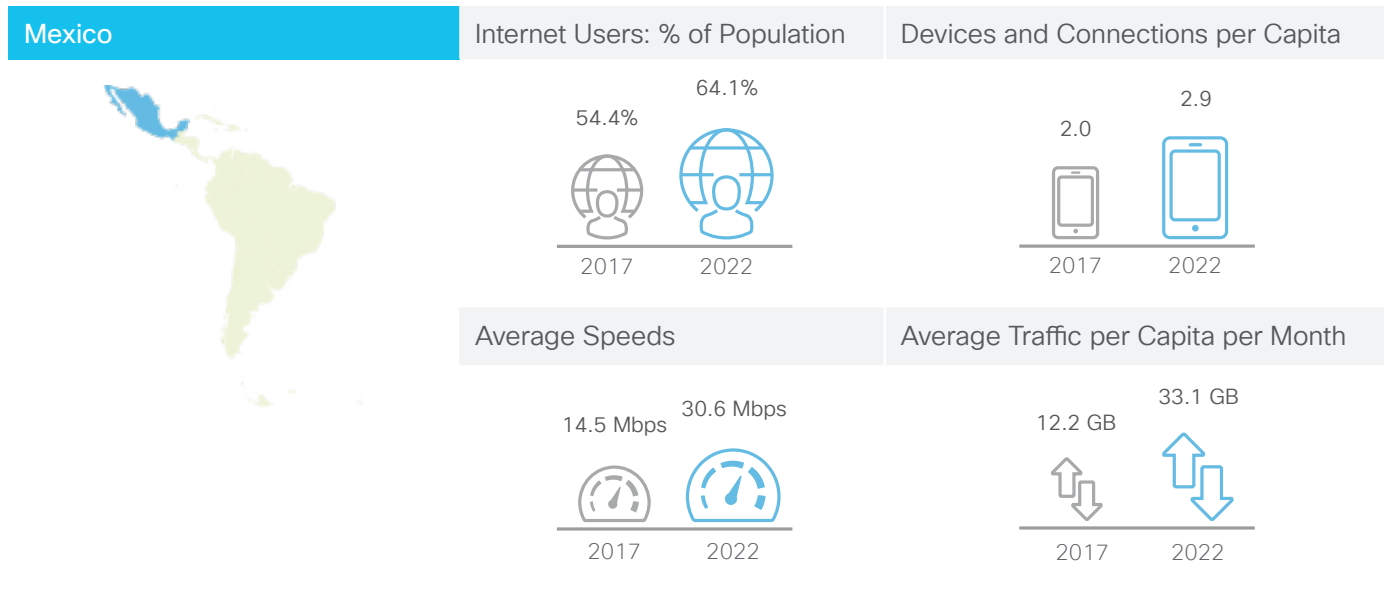 Mexico
Internet Users: % of Population
Devices and Connections per Capita
54.4%
64.1%
2017
2022
2.0
2.9
2017
2022
Average Speeds
Average Traffic per Capita per Month
14.5 Mbps
30.6 Mbps
2017
2022
12.2 GB
33.1 GB
2017
2022